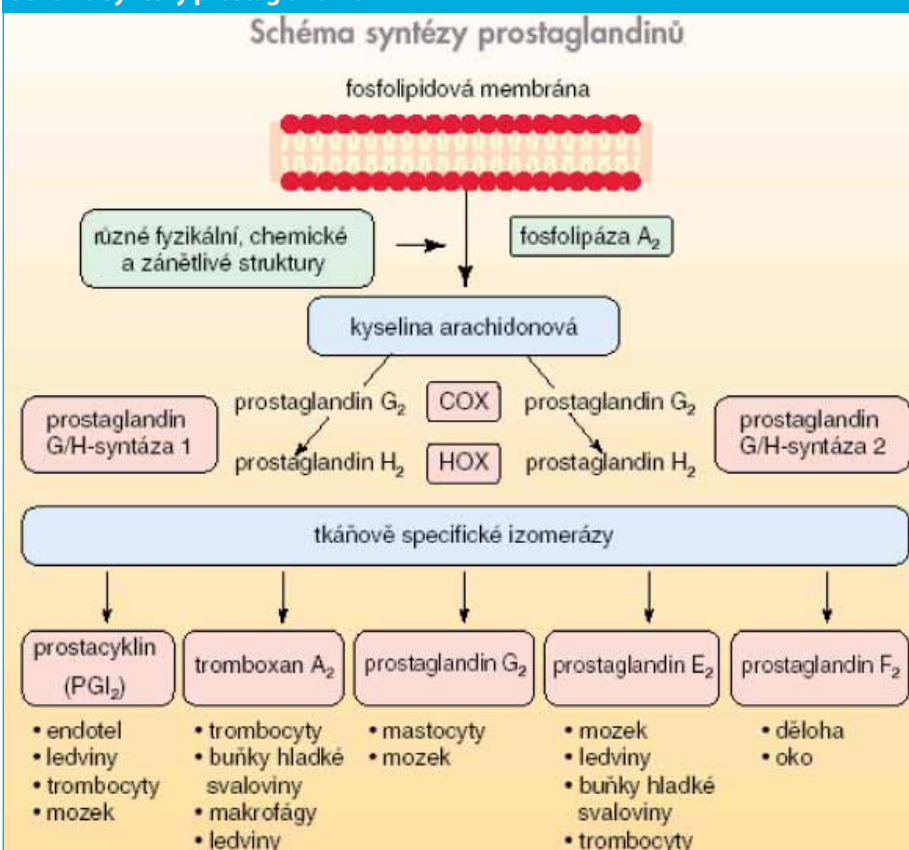 Schéma syntézy prostaglandinů
fosfolipidová membrána
různé fyzikální, chemické
a zánětlivé struktury
fosfolipáza A₂
kyselina arachidonová
prostaglandin
G/H-syntáza 1
prostaglandin G₂
COX
prostaglandin G₂
prostaglandin H₂
HOX
prostaglandin H₂
prostaglandin
G/H-syntáza 2
tkáňově specifické izomerázy
prostacyklin
(PGI₂)
• endotel
• ledviny
• trombocyty
• mozek
tromboxan A₂
• trombocyty
• buňky hladké
svaloviny
• makrofágy
• ledviny
prostaglandin G₂
• mastocyty
• mozek
prostaglandin E₂
• mozek
• ledviny
• buňky hladké
svaloviny
• trombocyty
prostaglandin F₂
• děloha
• oko